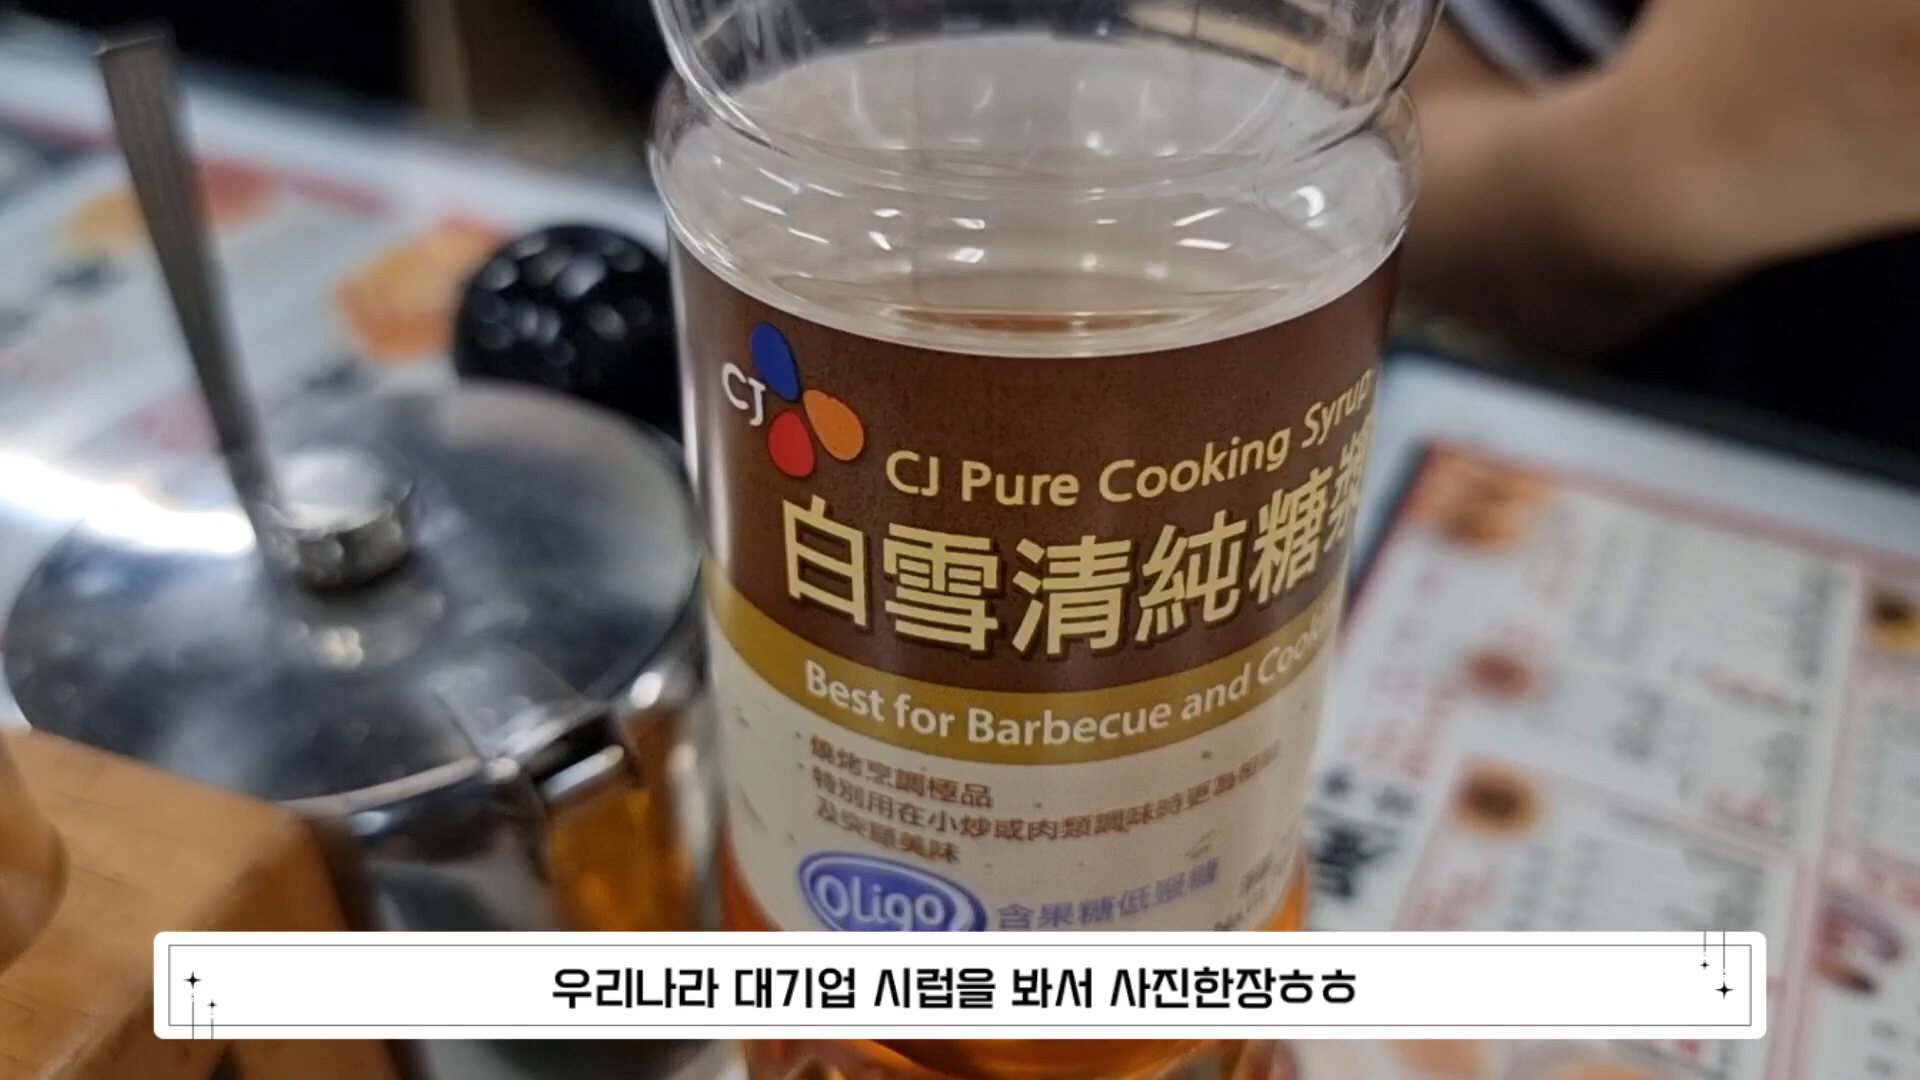 CJ
CJ Pure Cooking Syrup
白雪清純糖漿
Best for Barbecue and
燒烤烹調極品
特別用在小炒或肉類調味時更為相
及突顯美味
OLigo
含果糖低聚糖
우리나라 대기업 시럽을 봐서 사진한장ㅎㅎ